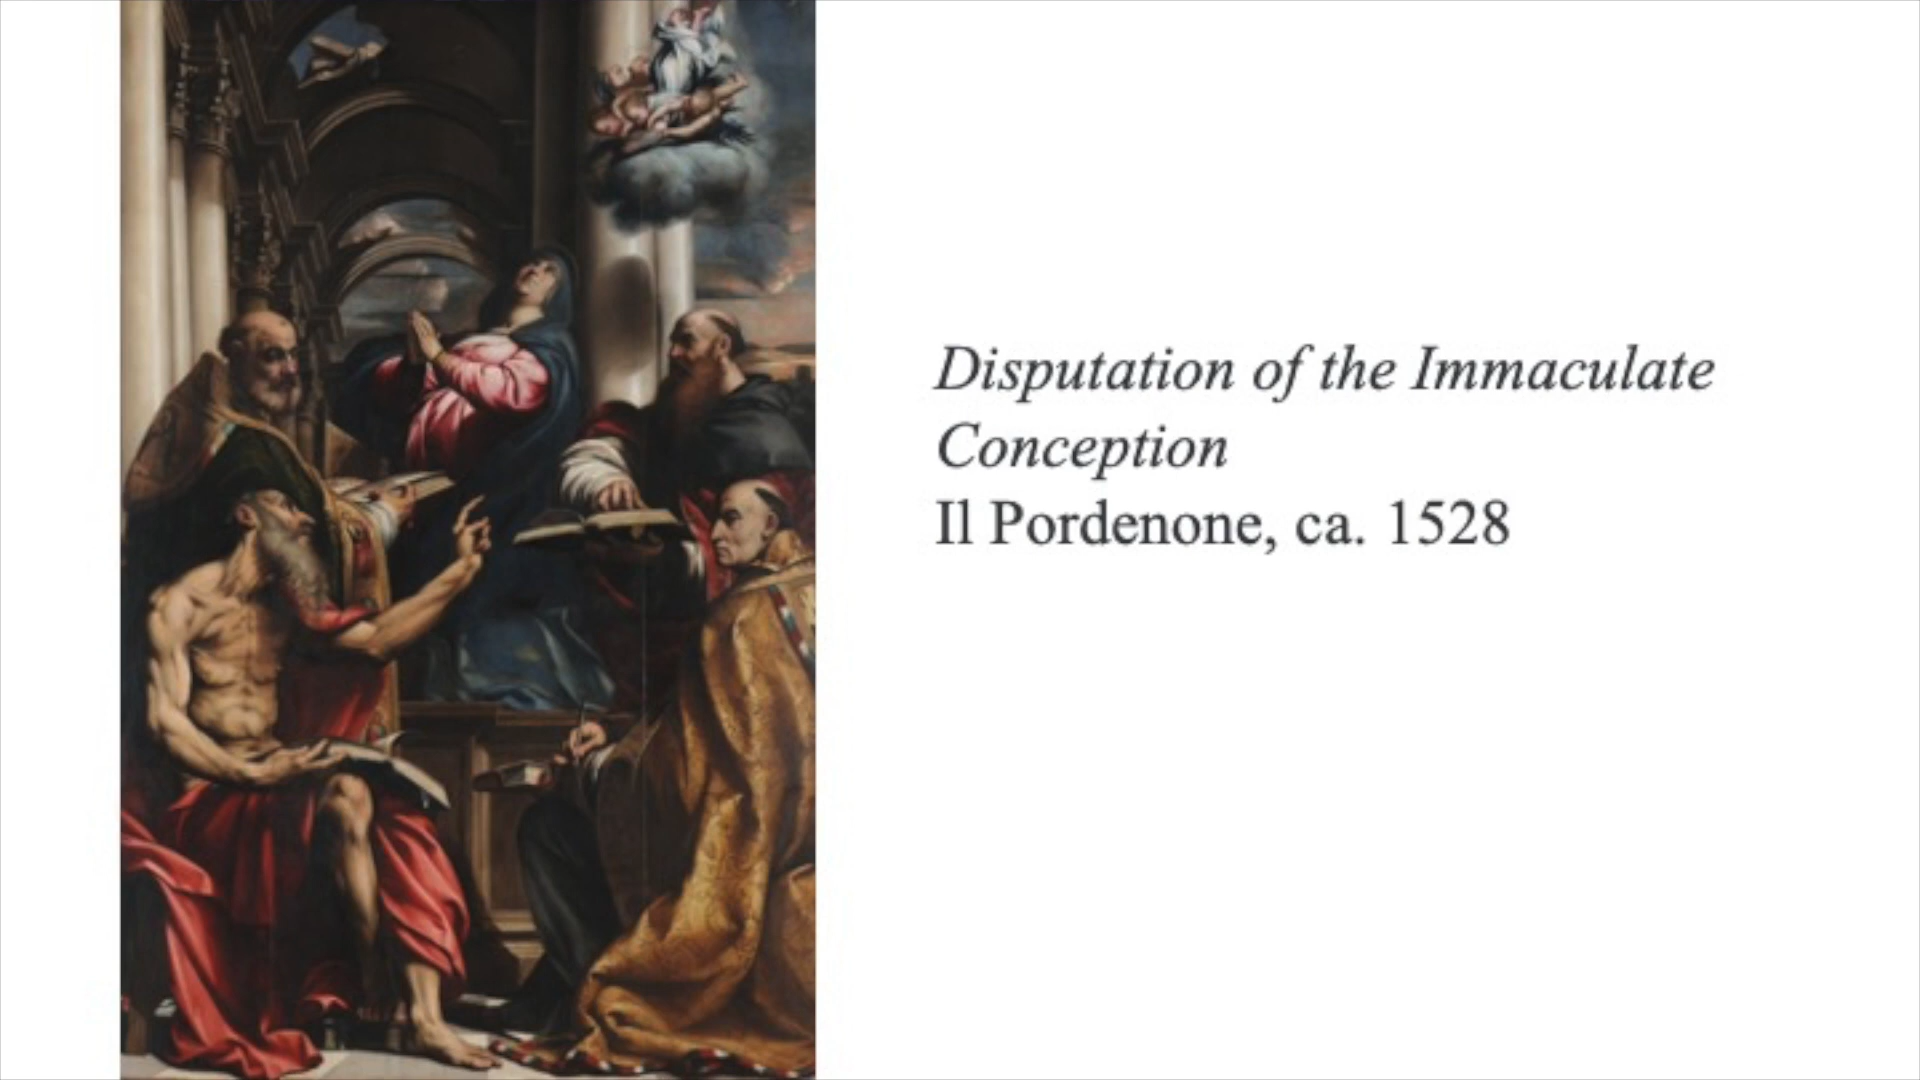 Disputation of the Immaculate
Conception
Il Pordenone, ca. 1528